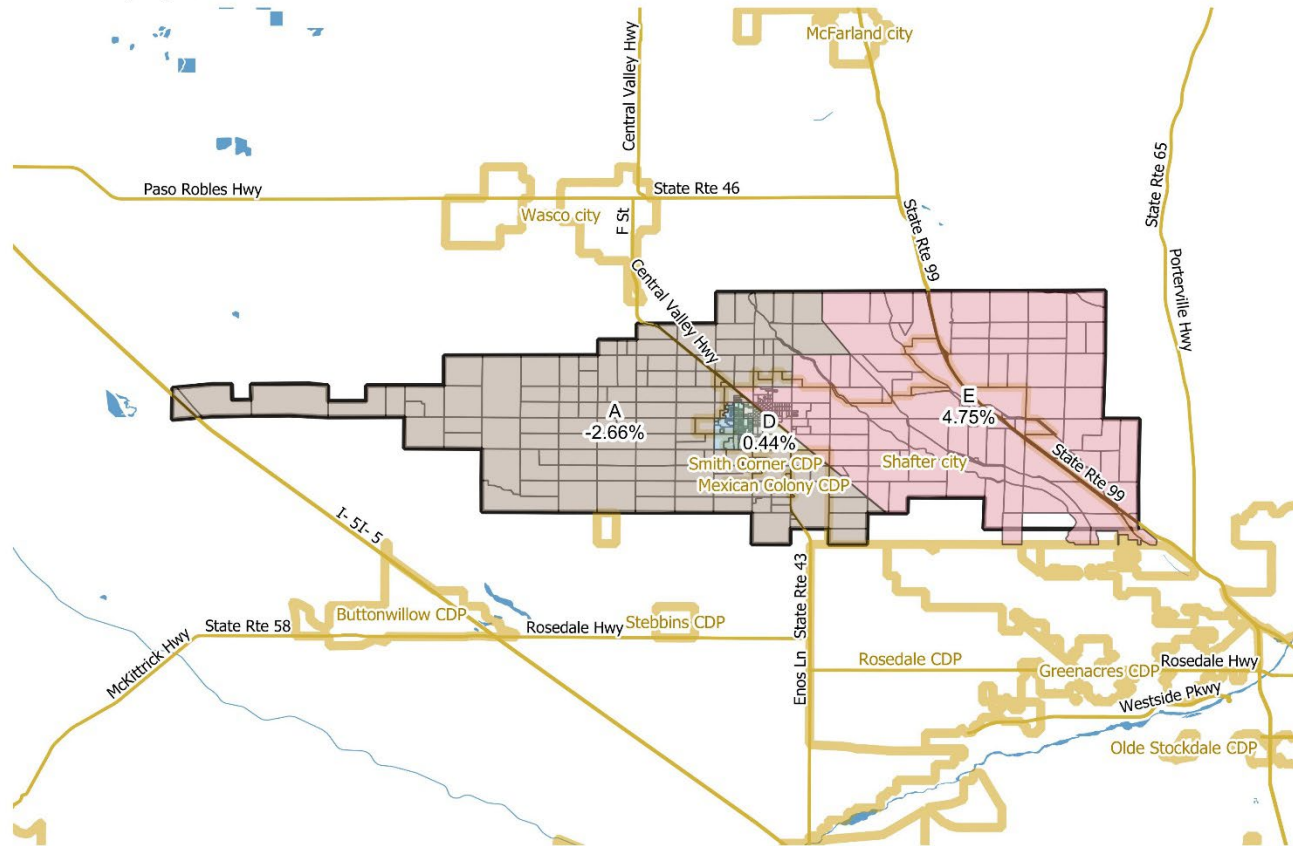 McFarland city
Central Valley Hwy
State Rte 65
Paso Robles Hwy
State Rte 46
Wasco city
F St
State Rte 99
Porterville Hwy
Central Valley Hwy
A
-2.66%
D
0.44%
E
4.75%
Smith Corner CDP
Shafter city
Mexican Colony CDP
State Rte 99
I- 5I- 5
State Rte 43
Buttonwillow CDP
Stebbins CDP
State Rte 58
Rosedale Hwy
McKittrick Hwy
Enos Ln
Rosedale CDP
Greenacres CDP
Rosedale Hwy
Westside Pkwy
Olde Stockdale CDP